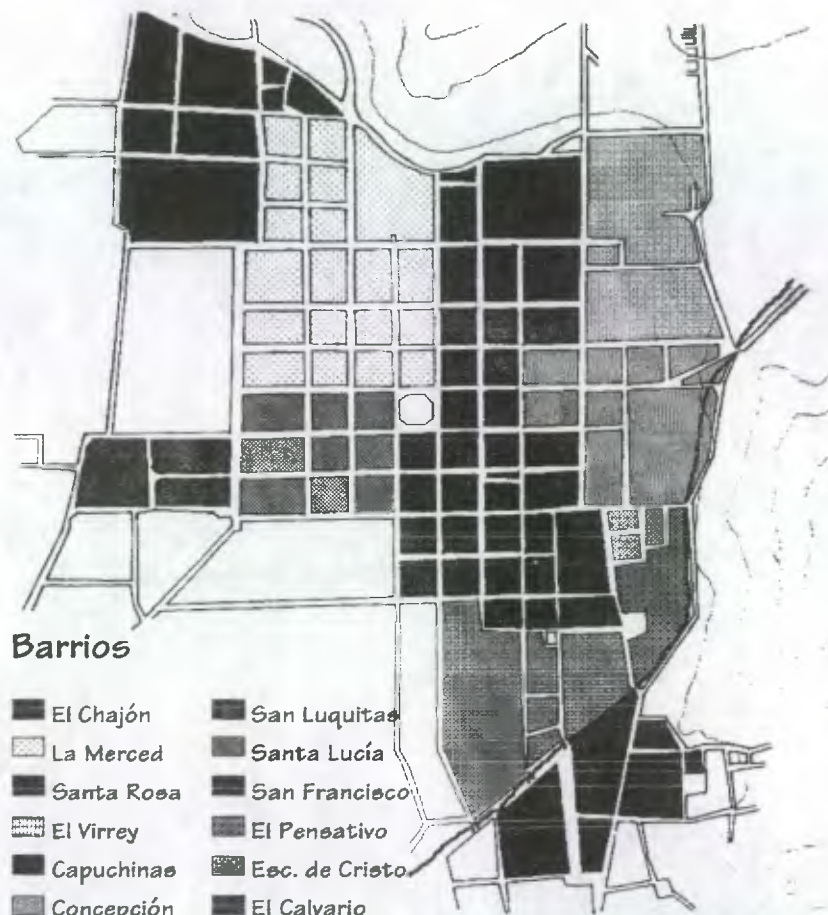 Barrios
El Chajón
La Merced
Santa Rosa
El Virrey
Capuchinas
Concepción
San Luquitas
Santa Lucía
San Francisco
El Pensativo
Esc. de Cristo
El Calvario